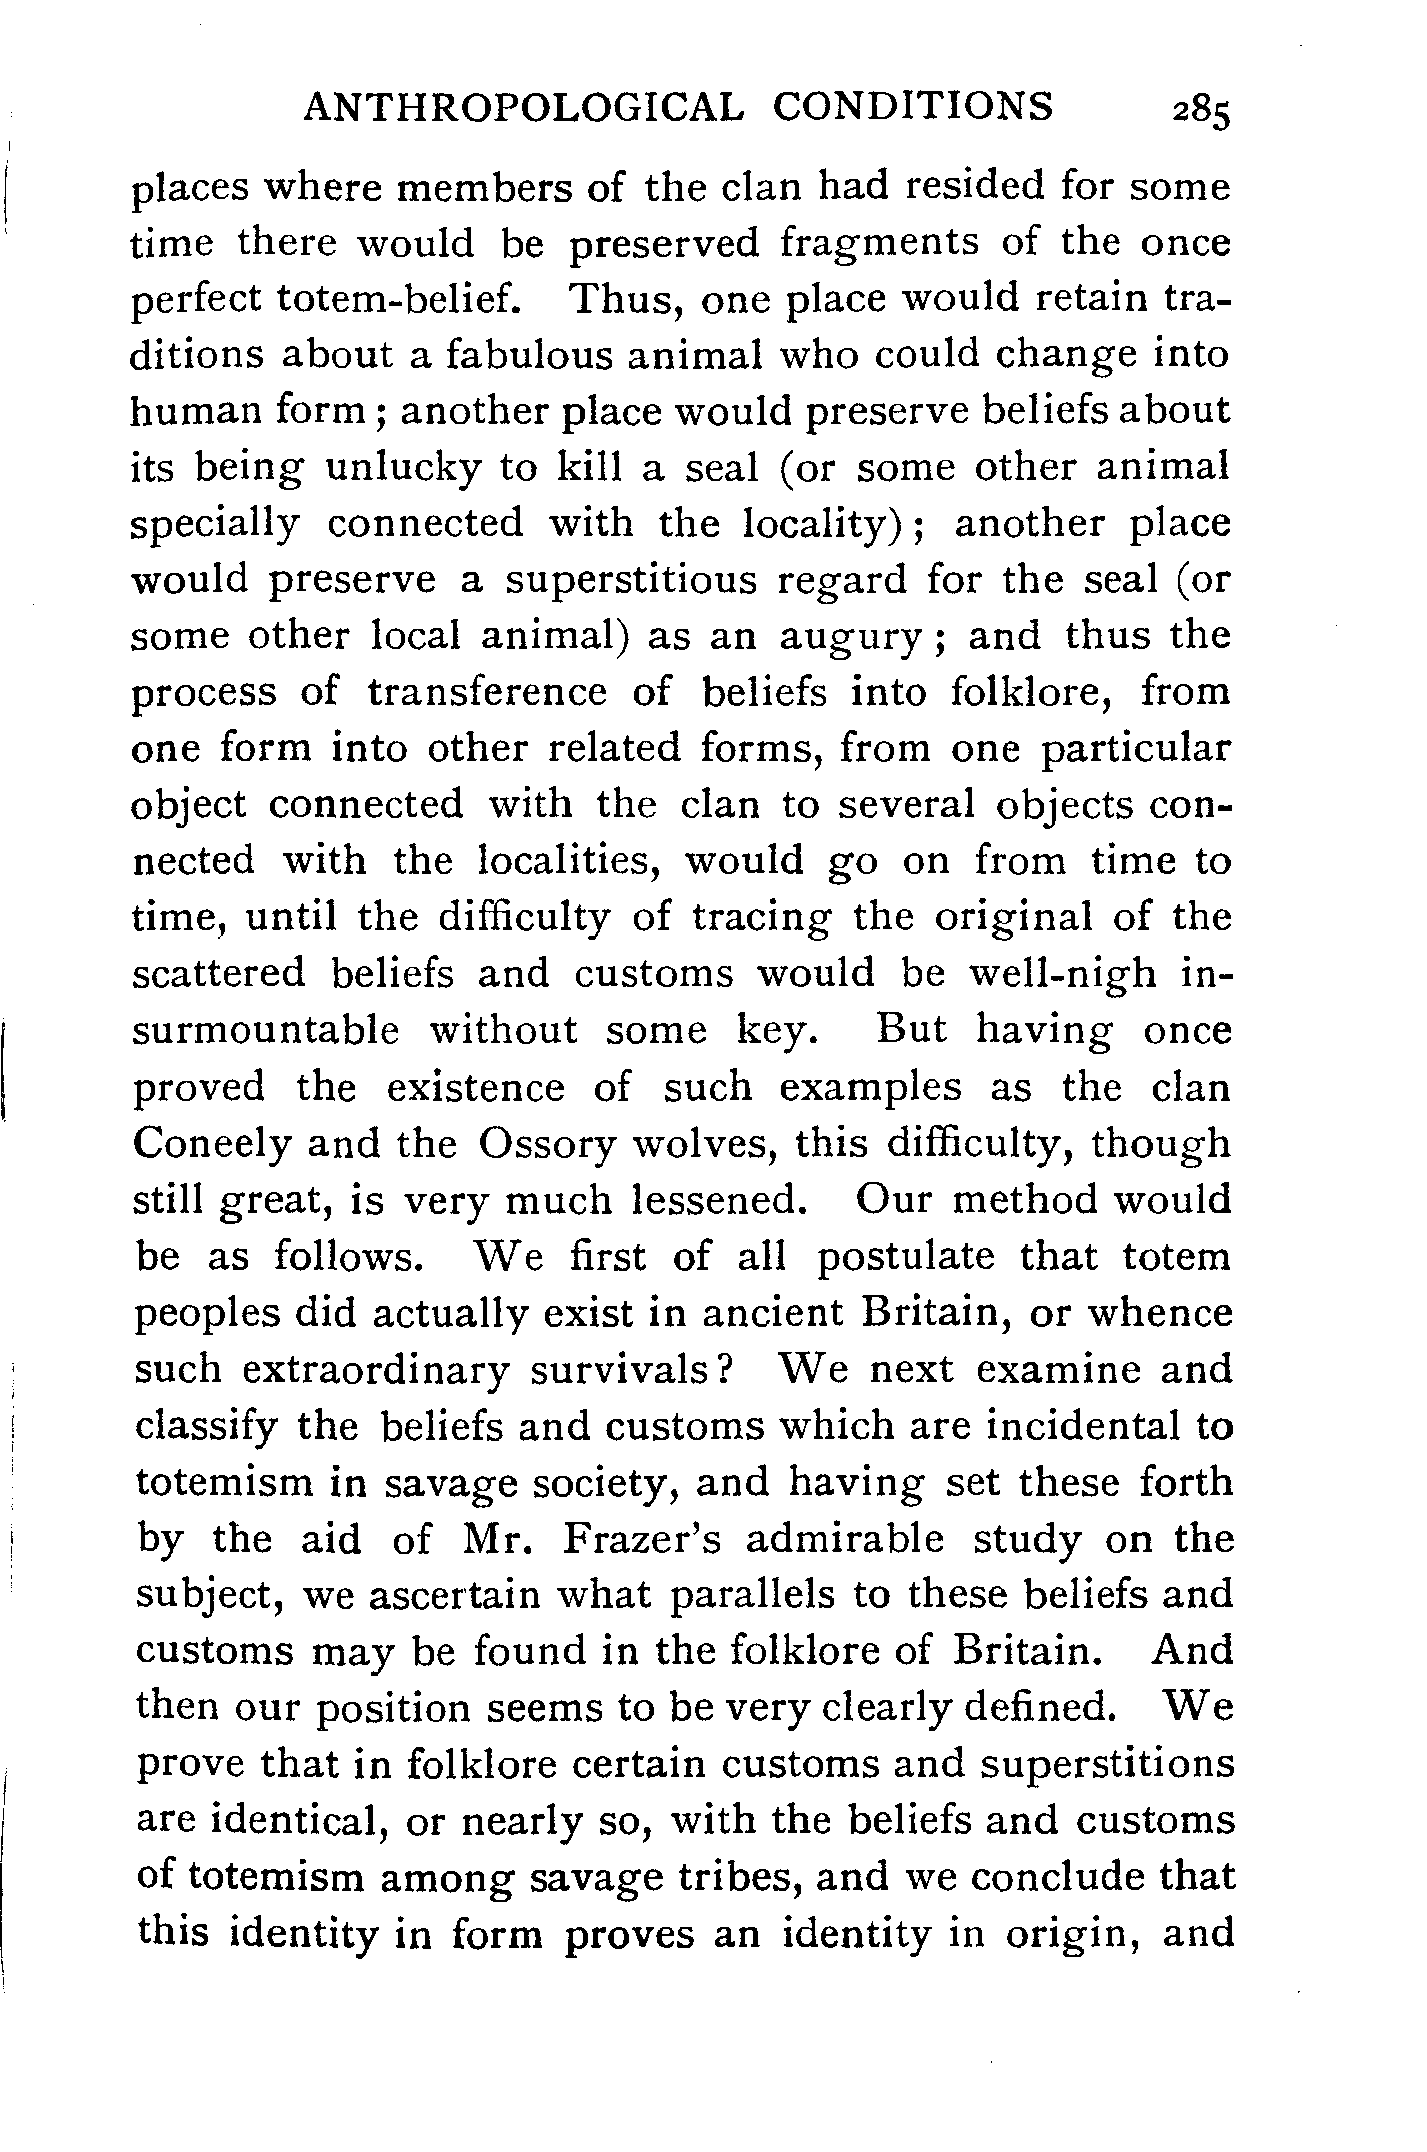 ANTHROPOLOGICAL CONDITIONS 285
places where members of the clan had resided for some
time there would be preserved fragments of the once
perfect totem-belief. Thus, one place would retain tra-
ditions about a fabulous animal who could change into
human form ; another place would preserve beliefs about
its being unlucky to kill a seal (or some other animal
specially connected with the locality) ; another place
would preserve a superstitious regard for the seal (or
some other local animal) as an augury ; and thus the
process of transference of beliefs into folklore, from
one form into other related forms, from one particular
object connected with the clan to several objects con-
nected with the localities, would go on from time to
time, until the difficulty of tracing the original of the
scattered beliefs and customs would be well-nigh in-
surmountable without some key. But having once
proved the existence of such examples as the clan
Coneely and the Ossory wolves, this difficulty, though
still great, is very much lessened. Our method would
be as follows. We first of all postulate that totem
peoples did actually exist in ancient Britain, or whence
such extraordinary survivals ? We next examine and
classify the beliefs and customs which are incidental to
totemism in savage society, and having set these forth
by the aid of Mr. Frazer's admirable study on the
subject, we ascertain what parallels to these beliefs and
customs may be found in the folklore of Britain. And
then our position seems to be very clearly defined. We
prove that in folklore certain customs and superstitions
are identical, or nearly so, with the beliefs and customs
of totemism among savage tribes, and we conclude that
this identity in form proves an identity in origin, and